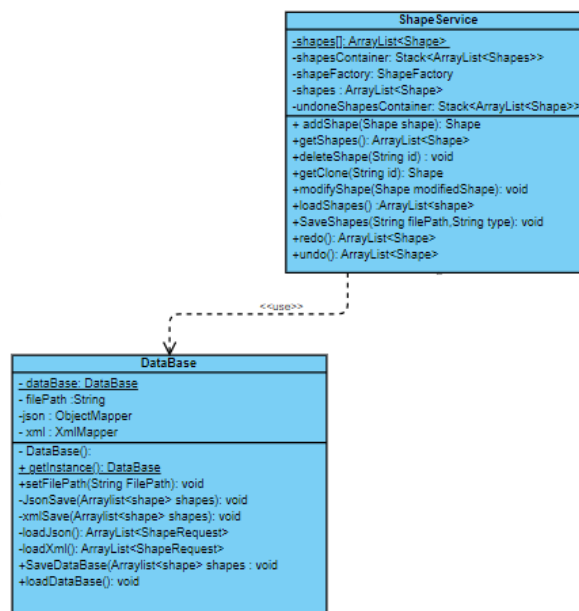 ShapeService
-shapes[]: ArrayList<Shape>
-shapesContainer: Stack<ArrayList<Shapes>>
-shapeFactory: ShapeFactory
-shapes : ArrayList<Shape>
-undoneShapesContainer: Stack<ArrayList<Shape>>
+ addShape(Shape shape): Shape
+getShapes(): ArrayList<Shape>
+deleteShape(String id) : void
+getClone(String id): Shape
+modifyShape(Shape modifiedShape): void
+loadShapes() :ArrayList<shape>
+SaveShapes(String filePath,String type): void
+redo(): ArrayList<Shape>
+undo(): ArrayList<Shape>
<<use>>
DataBase
- dataBase: DataBase
- filePath :String
-json : ObjectMapper
- xml : XmlMapper
- DataBase():
+ getInstance(): DataBase
+setFilePath(String FilePath): void
-JsonSave(Arraylist<shape> shapes): void
-xmlSave(Arraylist<shape> shapes): void
-loadJson(): ArrayList<ShapeRequest>
-loadXml(): ArrayList<ShapeRequest>
+SaveDataBase(Arraylist<shape> shapes : void
+loadDataBase(): void